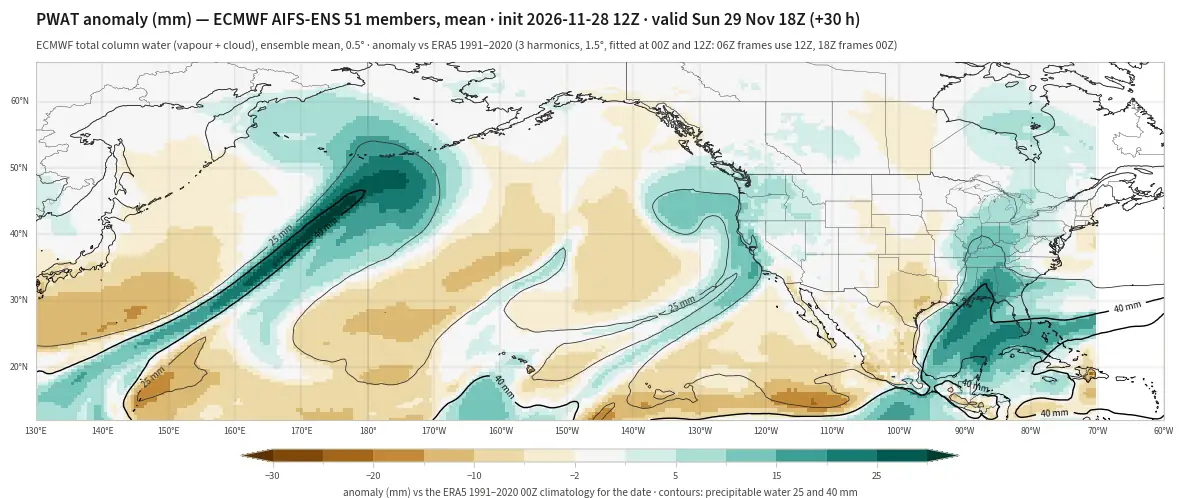 PWAT anomaly (mm) — ECMWF AIFS-ENS 51 members, mean · init 2026-11-28 12Z · valid Sun 29 Nov 18Z (+30 h)
ECMWF total column water (vapour + cloud), ensemble mean, 0.5° · anomaly vs ERA5 1991–2020 (3 harmonics, 1.5°, fitted at 00Z and 12Z: 06Z frames use 12Z, 18Z frames 00Z)
60°N
50°N
40°N
30°N
20°N
25 mm
25 mm
40 mm
25 mm
40 mm
40 mm
40 mm
130°E 140°E 150°E 160°E 170°E 180° 170°W 160°W 150°W 140°W 130°W 120°W 110°W 100°W 90°W 80°W 70°W 60°W
−30 −20 −10 −2 5 15 25
anomaly (mm) vs the ERA5 1991–2020 00Z climatology for the date · contours: precipitable water 25 and 40 mm